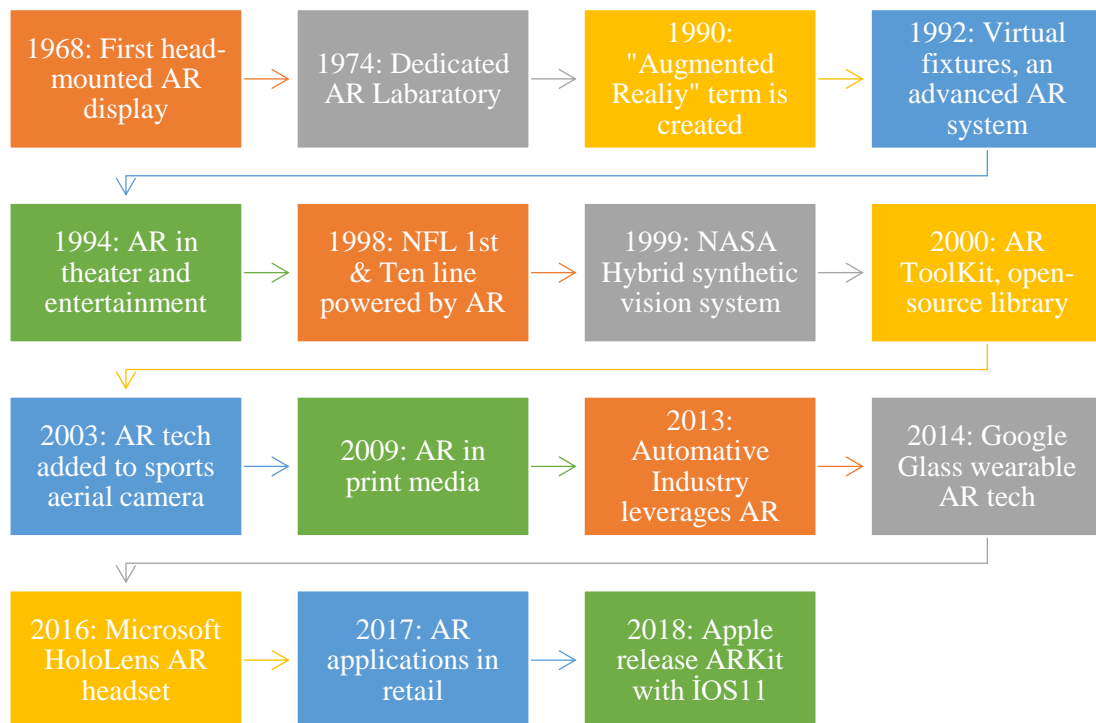 1968: First head-
mounted AR
display
1974: Dedicated
AR Labaratory
1990:
"Augmented
Realiy" term is
created
1992: Virtual
fixtures, an
advanced AR
system
1994: AR in
theater and
entertainment
1998: NFL 1st
& Ten line
powered by AR
1999: NASA
Hybrid synthetic
vision system
2000: AR
ToolKit, open-
source library
2003: AR tech
added to sports
aerial camera
2009: AR in
print media
2013:
Automative
Industry
leverages AR
2014: Google
Glass wearable
AR tech
2016: Microsoft
HoloLens AR
headset
2017: AR
applications in
retail
2018: Apple
release ARKit
with İOS11